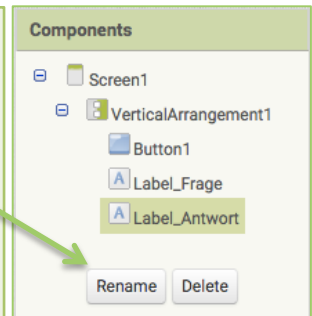 Components
Screen1
VerticalArrangement1
Button1
A Label_Frage
A Label_Antwort
Rename Delete